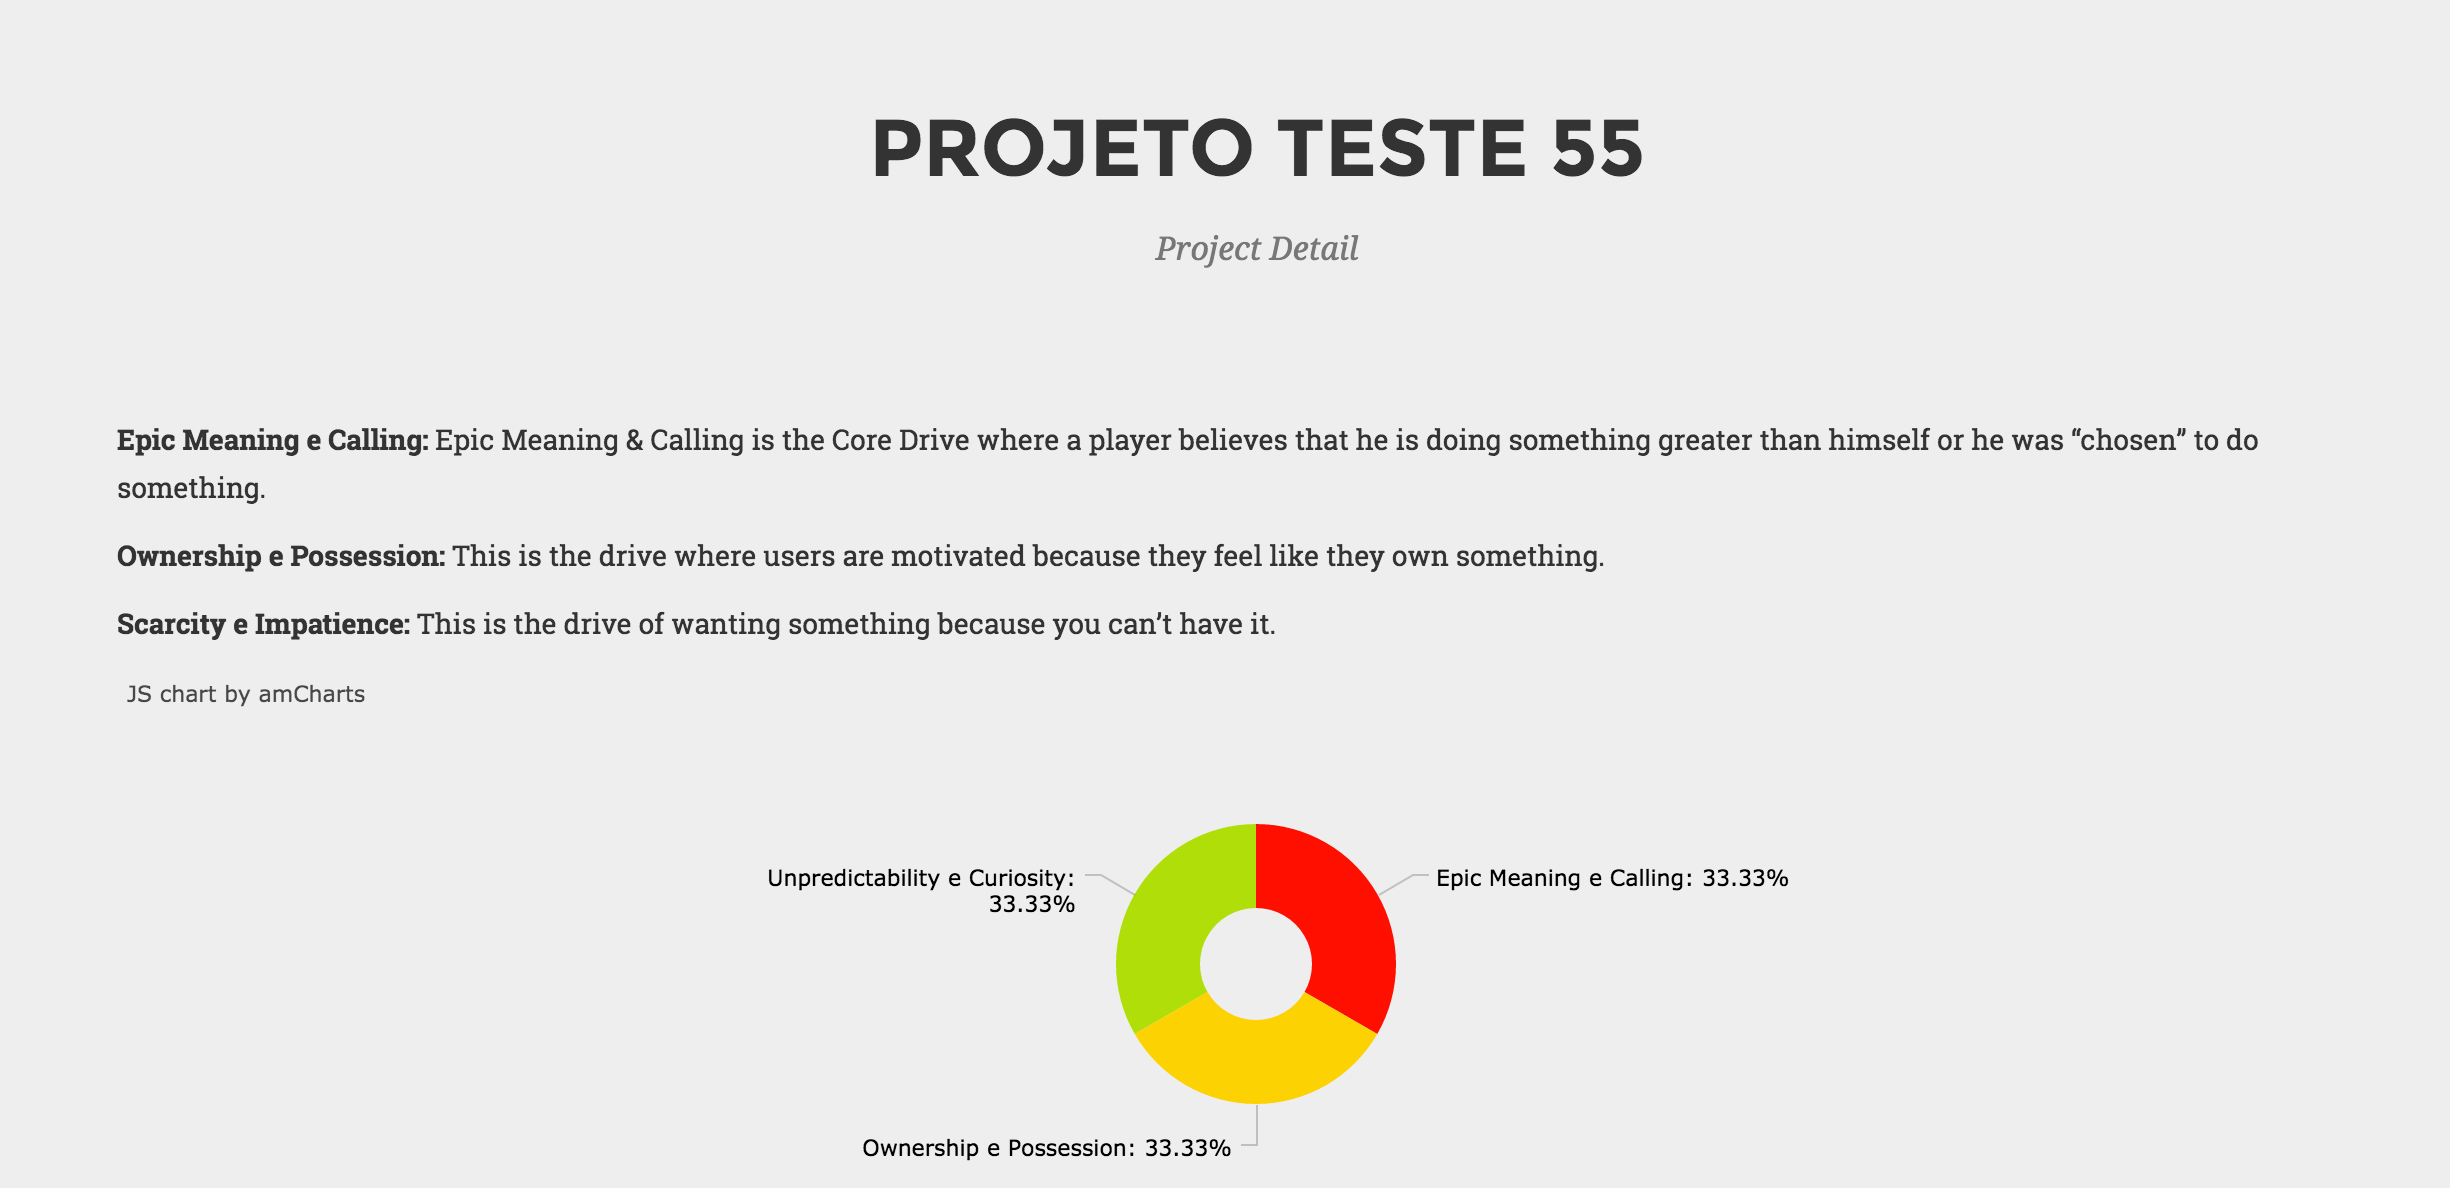 PROJETO TESTE 55
Project Detail
Epic Meaning e Calling: Epic Meaning & Calling is the Core Drive where a player believes that he is doing something greater than himself or he was “chosen” to do
something.
Ownership e Possession: This is the drive where users are motivated because they feel like they own something.
Scarcity e Impatience: This is the drive of wanting something because you can’t have it.
JS chart by amCharts
Unpredictability e Curiosity:
33.33%
Epic Meaning e Calling: 33.33%
Ownership e Possession: 33.33%